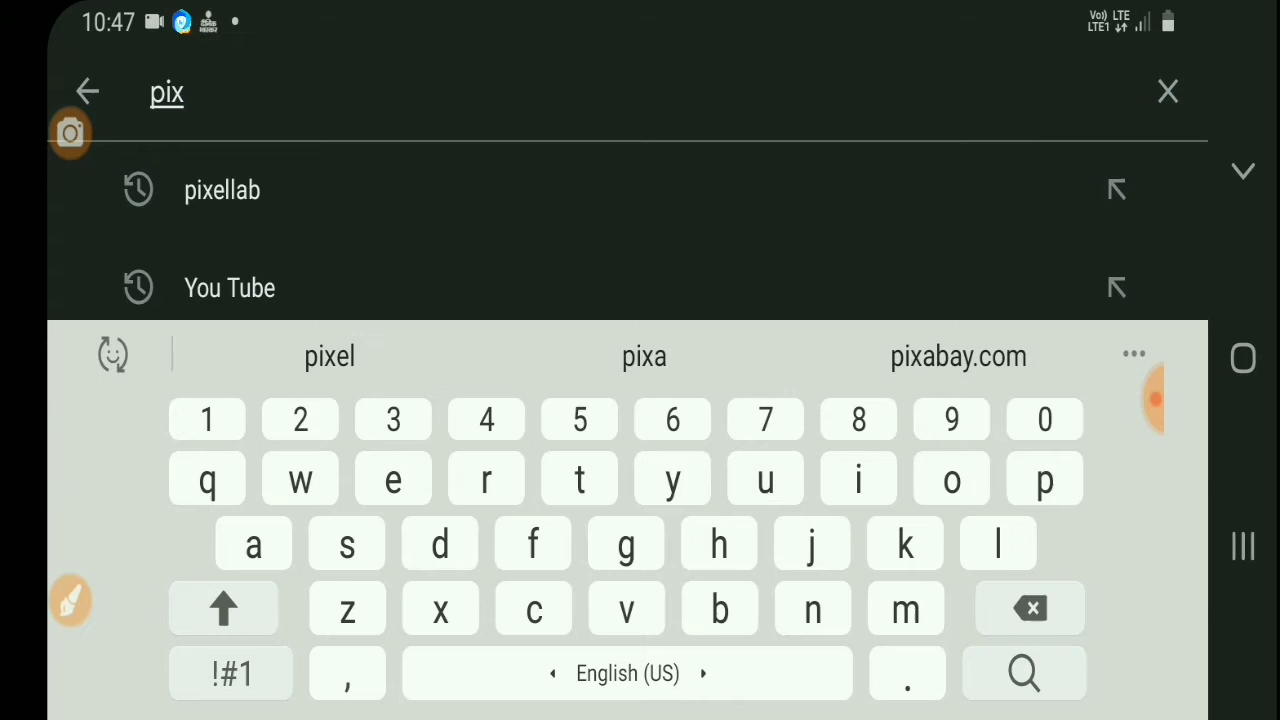 10:47 Vo)) LTE
LTE1
pix
pixellab
You Tube
pixel pixa pixabay.com
1 2 3 4 5 6 7 8 9 0
q w e r t y u i o p
a s d f g h j k l
z x c v b n m
!#1 , English (US) .